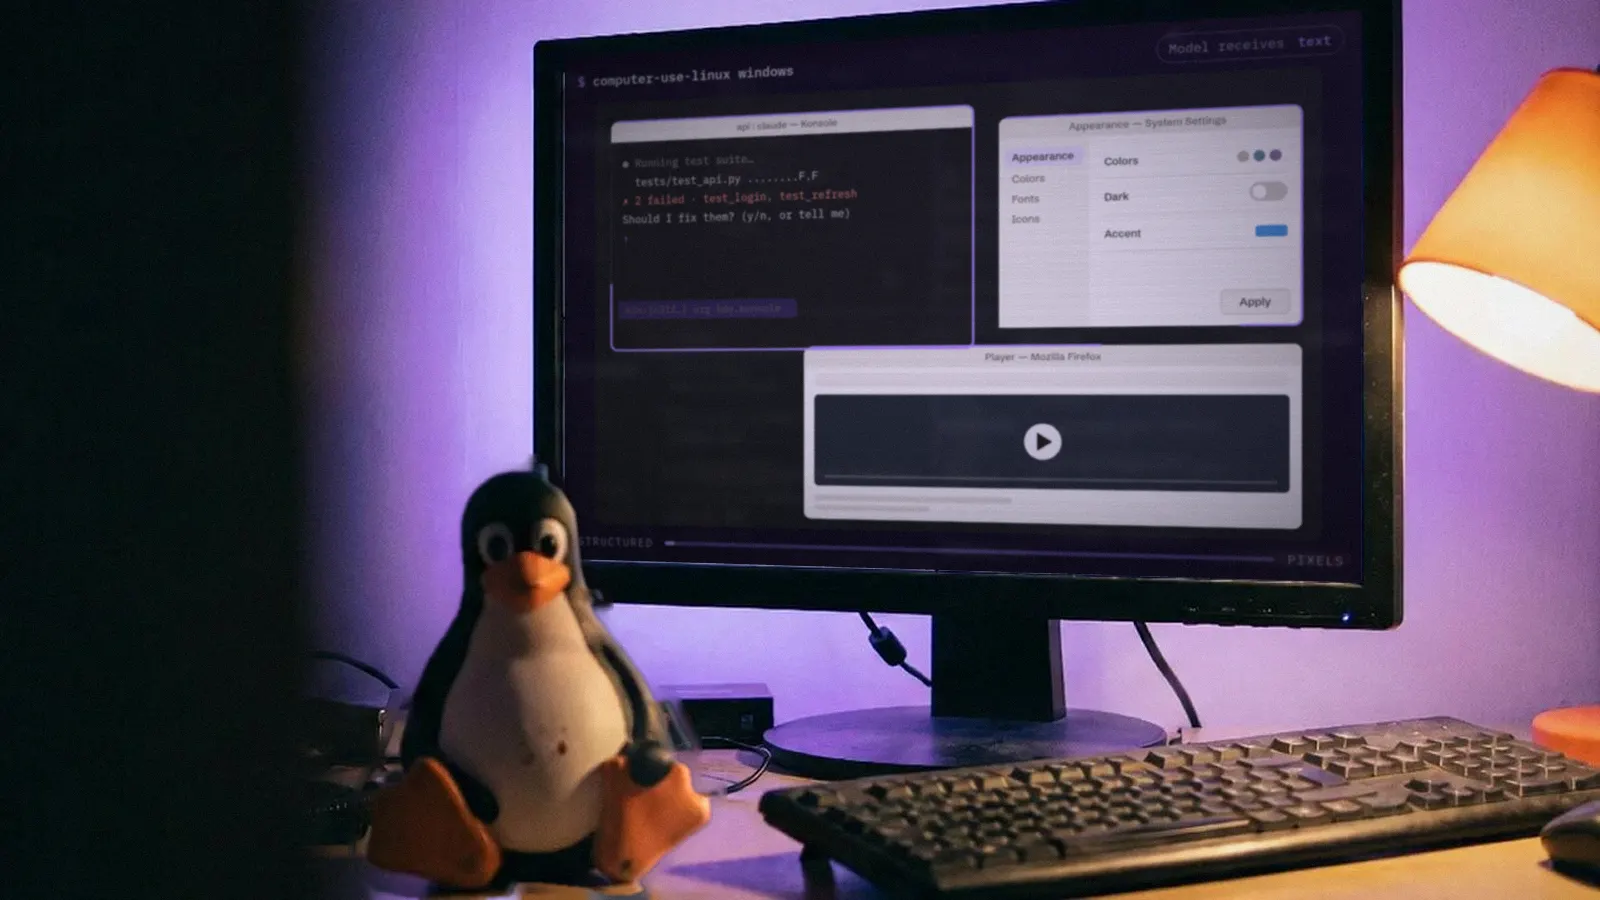 $ computer-use-linux windows
Model receives text
api : claude — Konsole
● Running test suite…
tests/test_api.py ........F.F
✗ 2 failed · test_login, test_refresh
Should I fix them? (y/n, or tell me)
›
Appearance — System Settings
Appearance
Colors
Fonts
Icons
Colors
Dark
Accent
Apply
Player — Mozilla Firefox
STRUCTURED
PIXELS